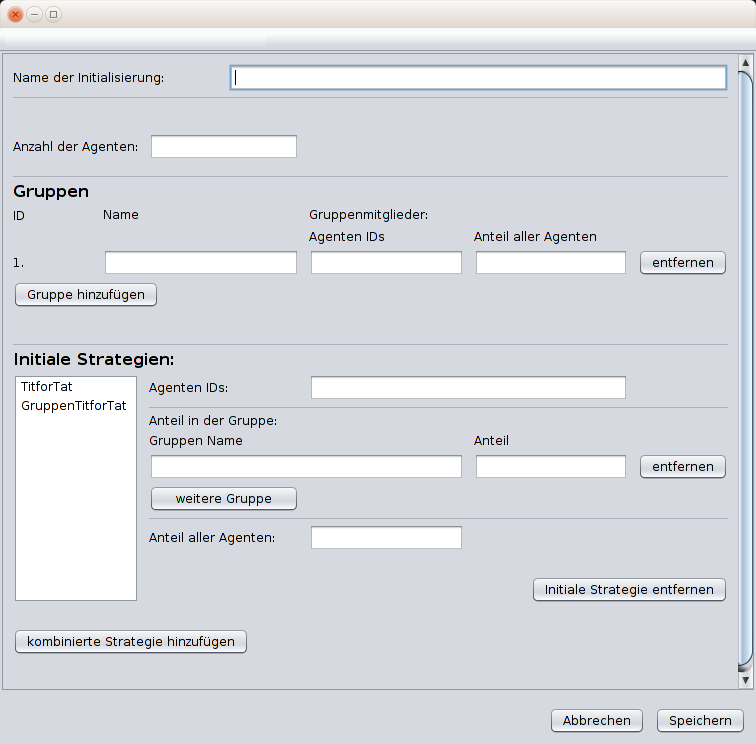 Name der Initialisierung:
Anzahl der Agenten:
Gruppen
ID Name Gruppenmitglieder:
Agenten IDs Anteil aller Agenten
1. entfernen
Gruppe hinzufügen
Initiale Strategien:
TitforTat Agenten IDs:
GruppenTitforTat
Anteil in der Gruppe:
Gruppen Name Anteil
entfernen
weitere Gruppe
Anteil aller Agenten:
Initiale Strategie entfernen
kombinierte Strategie hinzufügen
Abbrechen Speichern